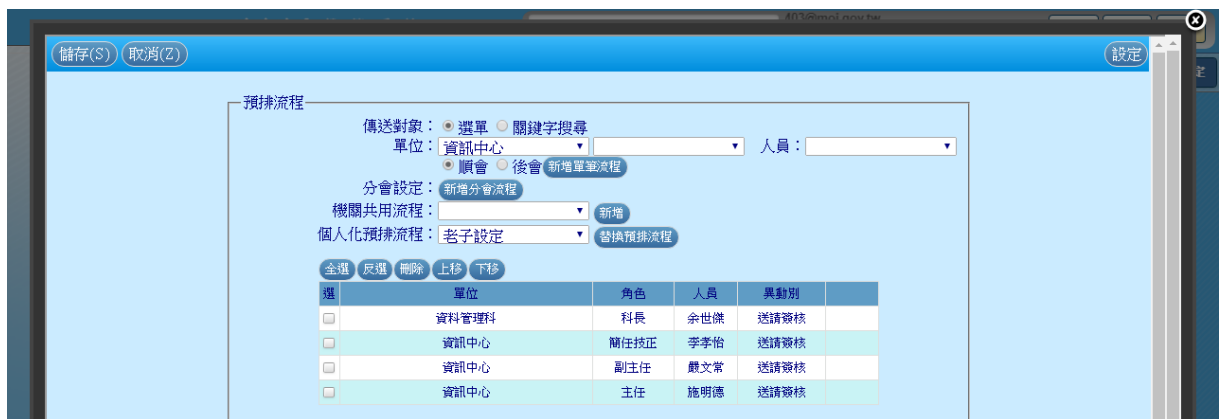 403@moi.gov.tw
儲存(S) 取消(Z) 設定
預排流程
傳送對象： 選單 關鍵字搜尋
單位： 資訊中心 人員：
順會 後會 新增單筆流程
分會設定： 新增分會流程
機關共用流程： 新增
個人化預排流程： 老子設定 替換預排流程
全選 反選 刪除 上移 下移
選 單位 角色 人員 異動別
資料管理科 科長 余世傑 送請簽核
資訊中心 簡任技正 李孝怡 送請簽核
資訊中心 副主任 嚴文常 送請簽核
資訊中心 主任 施明德 送請簽核